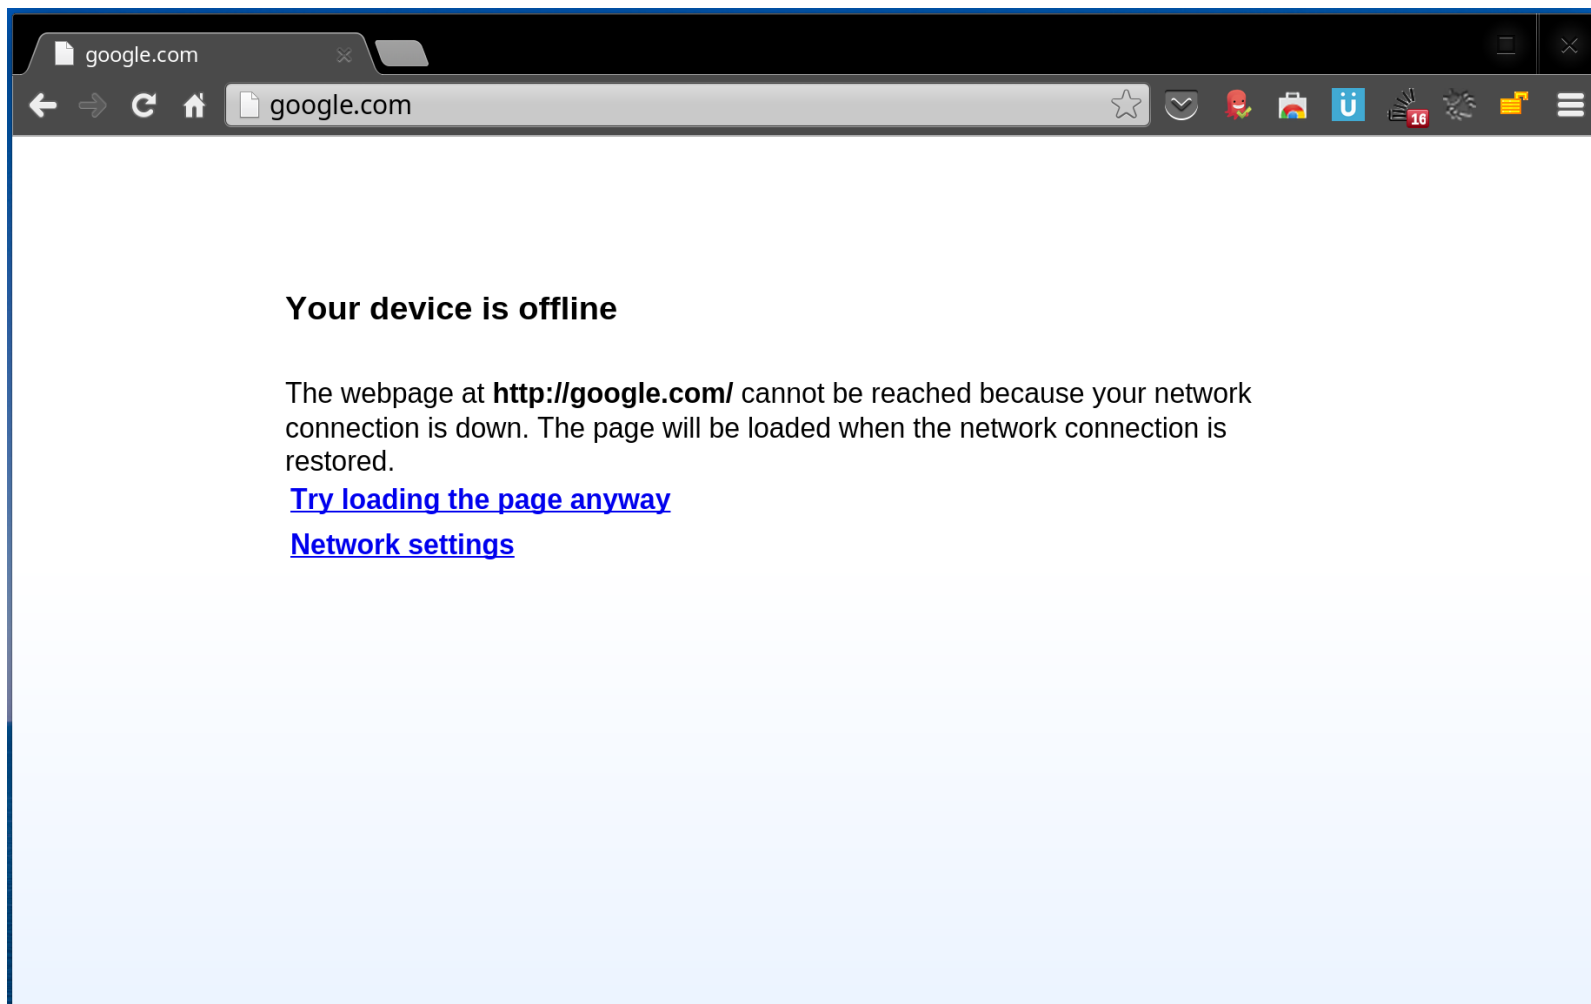 google.com
google.com
ü
16
Your device is offline
The webpage at http://google.com/ cannot be reached because your network
connection is down. The page will be loaded when the network connection is
restored.
Try loading the page anyway
Network settings